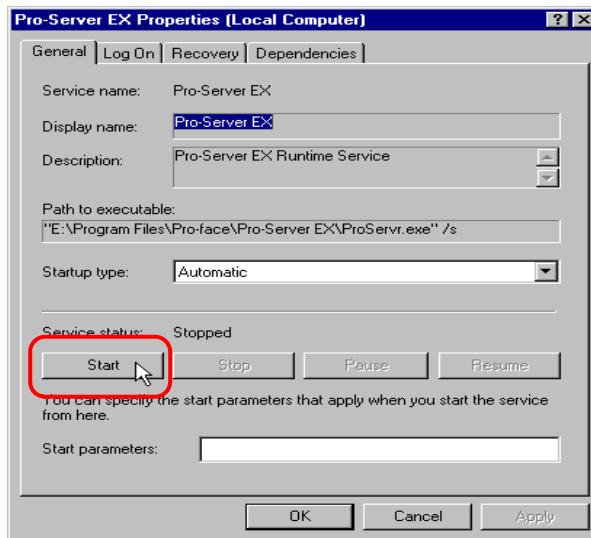 Pro-Server EX Properties (Local Computer)
General Log On Recovery Dependencies
Service name: Pro-Server EX
Display name: Pro-Server EX
Description: Pro-Server EX Runtime Service
Path to executable:
"E:\Program Files\Pro-face\Pro-Server EX\ProServr.exe" /s
Startup type: Automatic
Service status: Stopped
Start Stop Pause Resume
You can specify the start parameters that apply when you start the service
from here.
Start parameters:
OK Cancel Apply